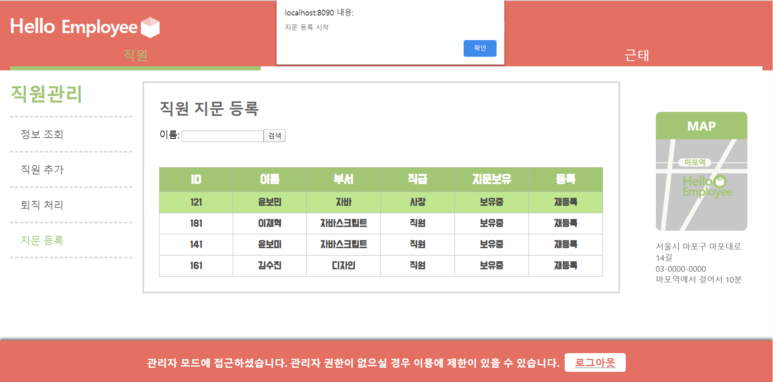 Hello Employee
localhost:8090 내용:
지문 등록 시작
확인
직원
근태
직원관리
정보 조회
직원 추가
퇴직 처리
지문 등록
직원 지문 등록
이름: 검색
ID 이름 부서 직급 지문보유 등록
121 윤보민 자바 사장 보유중 재등록
181 이재혁 자바스크립트 직원 보유중 재등록
141 윤보미 자바스크립트 직원 보유중 재등록
161 김수진 디자인 직원 보유중 재등록
MAP
마포역
Hello
Employee
서울시 마포구 마포대로
14길
03-0000-0000
마포역에서 걸어서 10분
관리자 모드에 접근하셨습니다. 관리자 권한이 없으실 경우 이용에 제한이 있을 수 있습니다. 로그아웃